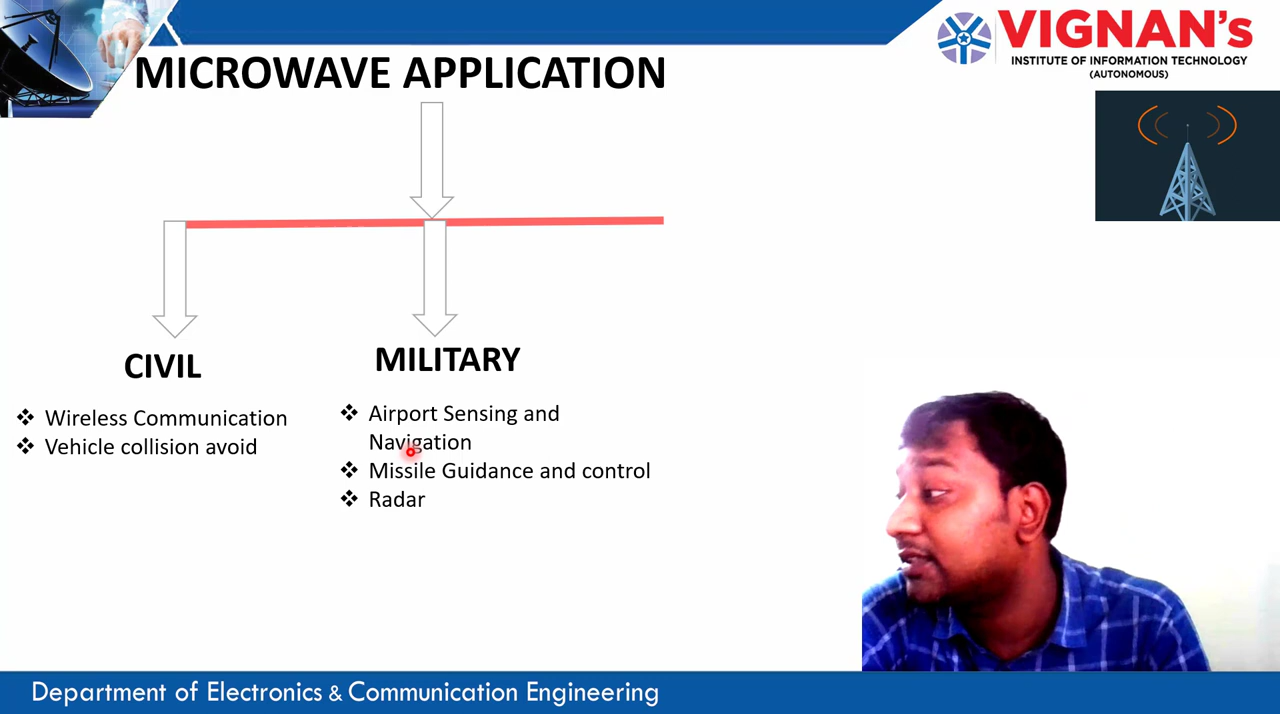 VIGNAN's
INSTITUTE OF INFORMATION TECHNOLOGY
(AUTONOMOUS)
MICROWAVE APPLICATION
CIVIL
❖ Wireless Communication
❖ Vehicle collision avoid
MILITARY
❖ Airport Sensing and
Navigation
❖ Missile Guidance and control
❖ Radar
Department of Electronics & Communication Engineering